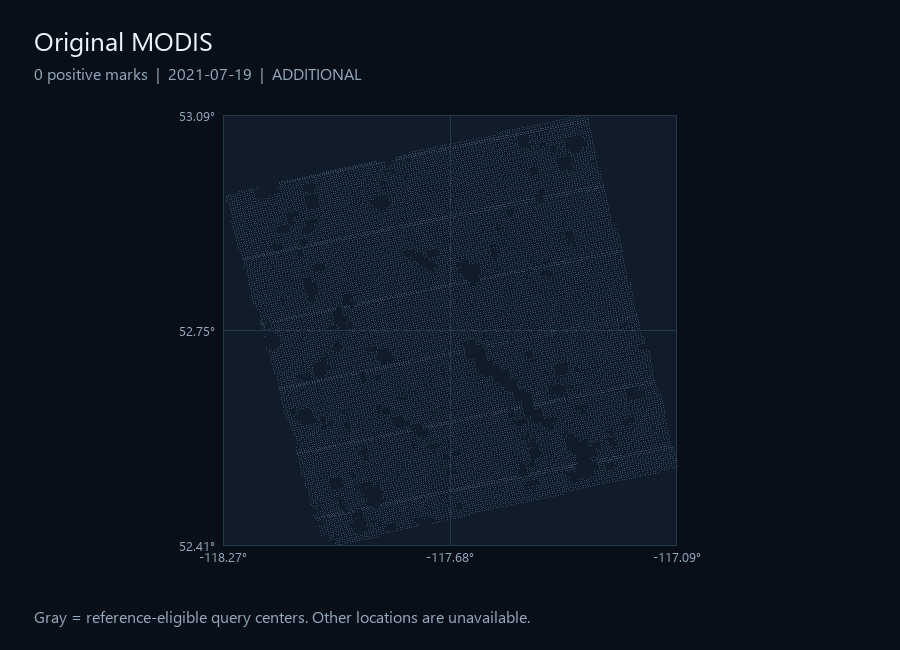 Original MODIS
0 positive marks | 2021-07-19 | ADDITIONAL
53.09°
52.75°
52.41°
-118.27°
-117.68°
-117.09°
Gray = reference-eligible query centers. Other locations are unavailable.